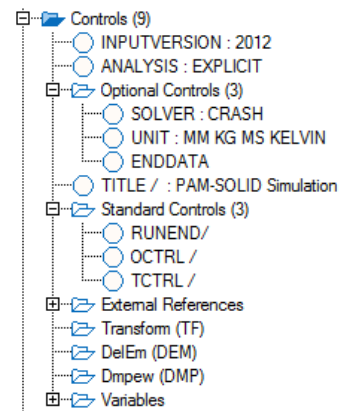 Controls (9)
INPUTVERSION : 2012
ANALYSIS : EXPLICIT
Optional Controls (3)
SOLVER : CRASH
UNIT : MM KG MS KELVIN
ENDDATA
TITLE / : PAM-SOLID Simulation
Standard Controls (3)
RUNEND/
OCTRL /
TCTRL /
External References
Transform (TF)
DelEm (DEM)
Dmpew (DMP)
Variables